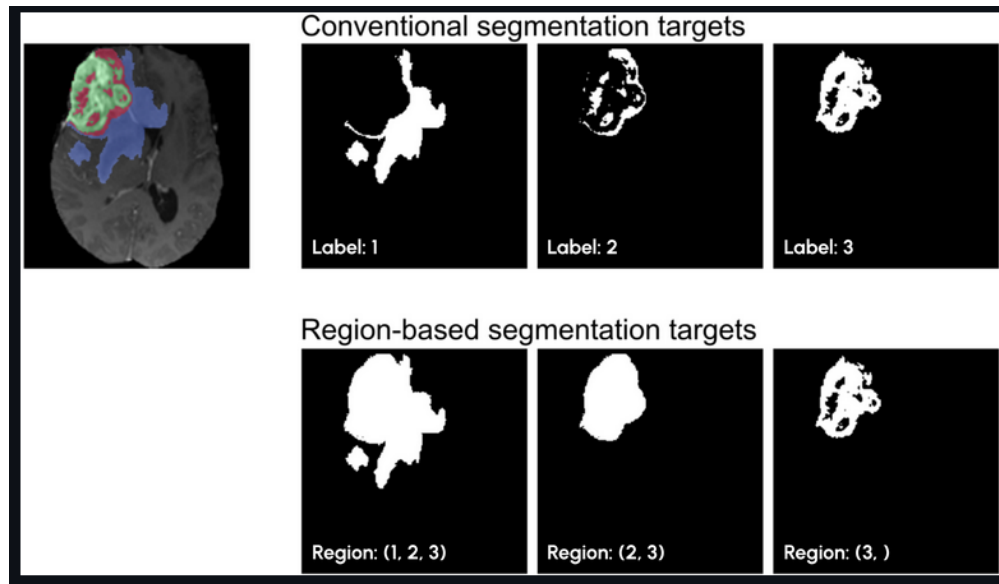 Conventional segmentation targets
Label: 1
Label: 2
Label: 3
Region-based segmentation targets
Region: (1, 2, 3)
Region: (2, 3)
Region: (3, )